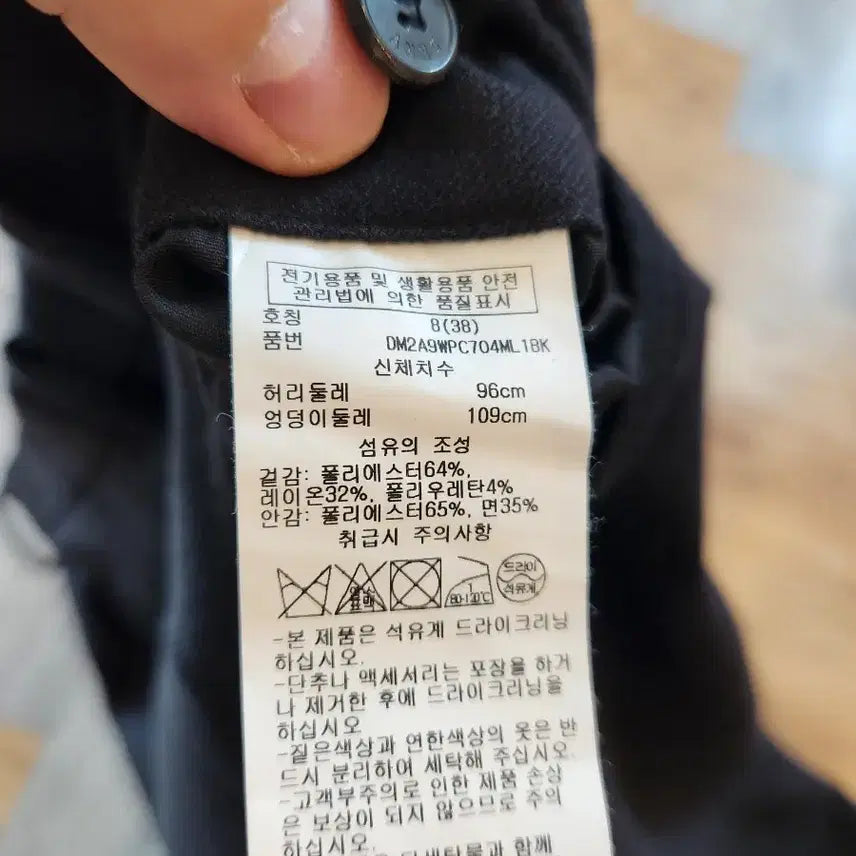 전기용품 및 생활용품 안전
관리법에 의한 품질표시
호칭 8(38)
품번 DM2A9WPC704ML1BK
신체치수
허리둘레 96cm
엉덩이둘레 109cm
섬유의 조성
겉감: 폴리에스터64%,
레이온32%, 폴리우레탄4%
안감: 폴리에스터65%, 면35%
취급시 주의사항
염소
표백
80-120℃
드라이
석유계
-본 제품은 석유계 드라이크리닝
하십시오.
-단추나 액세서리는 포장을 하거
나 제거한 후에 드라이크리닝을
하십시오
-짙은색상과 연한색상의 옷은 반
드시 분리하여 세탁해 주십시오.
-고객부주의로 인한 제품 손상
은 보상이 되지 않으므로 주의
하십시오.
함께